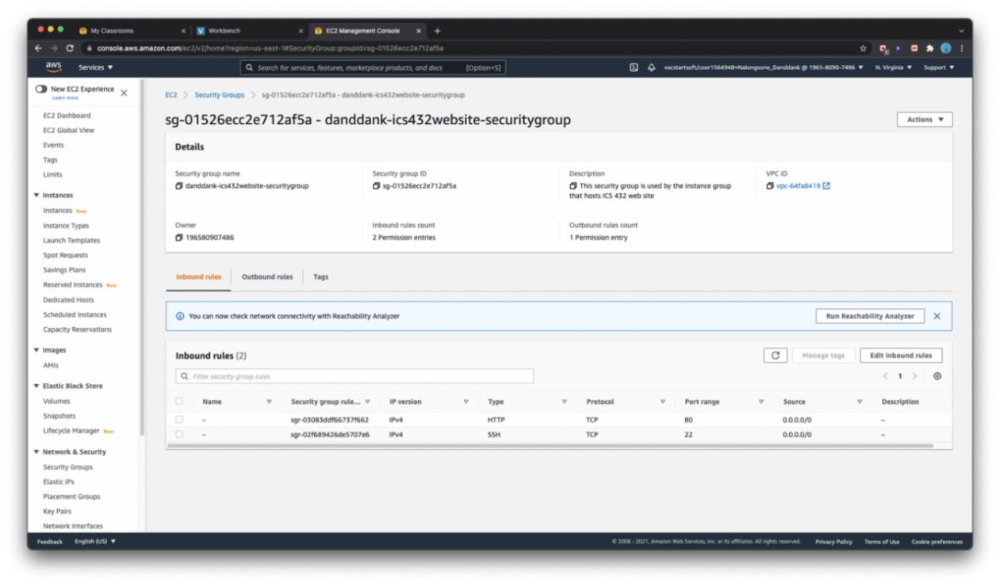 My Classrooms
Workbench
EC2 Management Console
console.aws.amazon.com/ec2/v2/home?region=us-east-1#SecurityGroup:groupId=sg-01526ecc2e712af5a
aws Services Search for services, features, marketplace products, and docs [Option+S] vocstartsoft/user1564948=Nalongsone_Danddank @ 1965-8090-7486 N. Virginia Support
New EC2 Experience
Learn more
EC2 Dashboard
EC2 Global View
Events
Tags
Limits
Instances
Instances New
Instance Types
Launch Templates
Spot Requests
Savings Plans
Reserved Instances New
Dedicated Hosts
Scheduled Instances
Capacity Reservations
Images
AMIs
Elastic Block Store
Volumes
Snapshots
Lifecycle Manager New
Network & Security
Security Groups
Elastic IPs
Placement Groups
Key Pairs
Network Interfaces
EC2 > Security Groups > sg-01526ecc2e712af5a - danddank-ics432website-securitygroup
sg-01526ecc2e712af5a - danddank-ics432website-securitygroup
Actions
Details
Security group name
danddank-ics432website-securitygroup
Security group ID
sg-01526ecc2e712af5a
Description
This security group is used by the instance group
that hosts ICS 432 web site
VPC ID
vpc-64fa8419
Owner
196580907486
Inbound rules count
2 Permission entries
Outbound rules count
1 Permission entry
Inbound rules Outbound rules Tags
You can now check network connectivity with Reachability Analyzer
Run Reachability Analyzer
Inbound rules (2)
Manage tags
Edit inbound rules
Filter security group rules
1
Name Security group rule... IP version Type Protocol Port range Source Description
– sgr-03083ddf66737f662 IPv4 HTTP TCP 80 0.0.0.0/0 –
– sgr-02f689426de5707e6 IPv4 SSH TCP 22 0.0.0.0/0 –
Feedback English (US) © 2008 - 2021, Amazon Web Services, Inc. or its affiliates. All rights reserved. Privacy Policy Terms of Use Cookie preferences